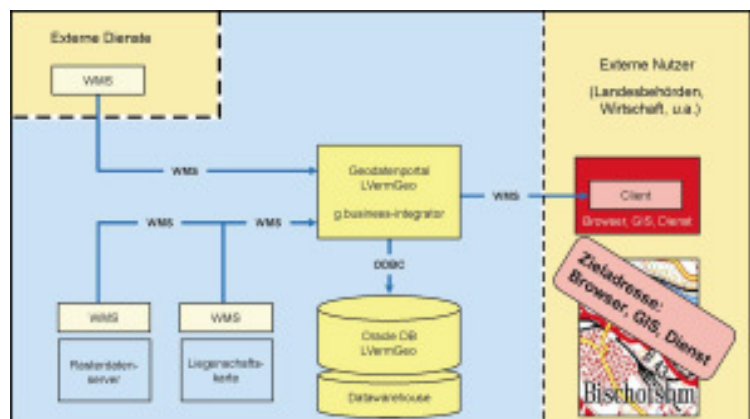 Externe Dienste
WMS
WMS
Geodatenportal
LVermGeo
g.business-integrator
WMS
WMS
WMS
ODBC
WMS
Rasterdaten-
server
WMS
Liegenschafts-
karte
Oracle DB
LVermGeo
Datawarehouse
Externe Nutzer
(Landesbehörden,
Wirtschaft, u.a.)
Client
Browser, GIS, Dienst
Zieladresse:
Browser, GIS, Dienst
Bischofshm